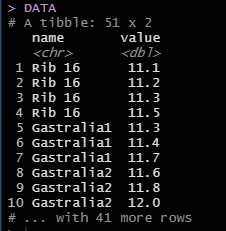 > DATA
# A tibble: 51 x 2
name value
<chr> <dbl>
1 Rib 16 11.1
2 Rib 16 11.2
3 Rib 16 11.3
4 Rib 16 11.5
5 Gastralia1 11.3
6 Gastralia1 11.4
7 Gastralia1 11.7
8 Gastralia2 11.6
9 Gastralia2 11.8
10 Gastralia2 12.0
# ... with 41 more rows